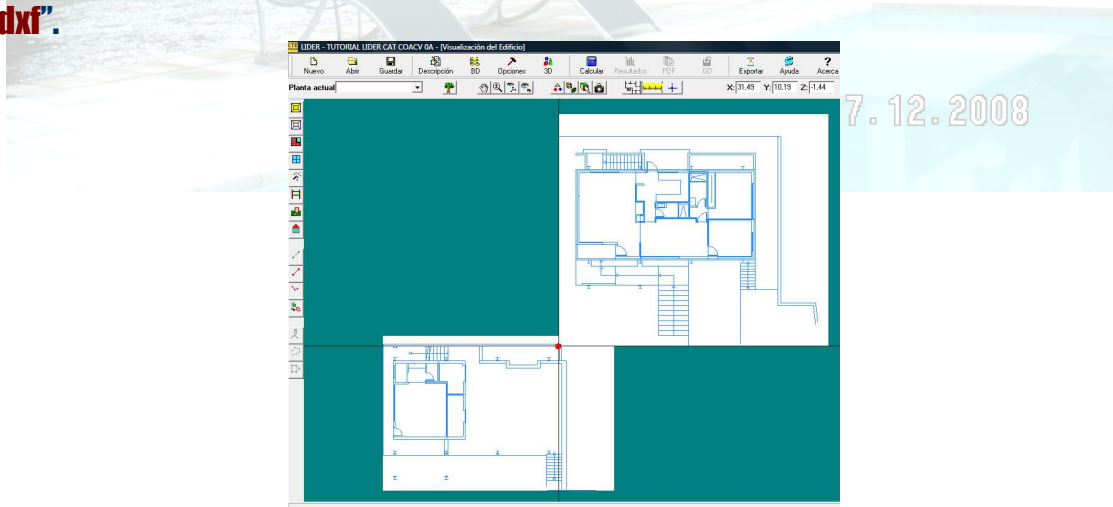 dxf”.
LIDER - TUTORIAL LIDER CAT COACV 0A - [Visualización del Edificio]
Nuevo Abrir Guardar Descripción BD Opciones 3D Calcular Resultados PDF GD Exportar Ayuda Acerca
Planta actual X: 31,49 Y: 10,19 Z: -1,44
7.12.2008